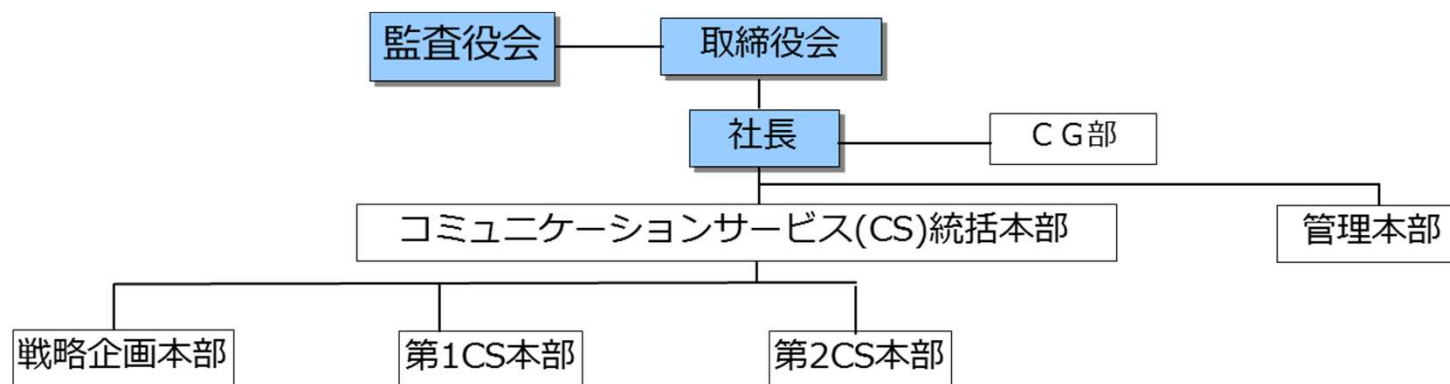 監査役会
取締役会
社長
ＣＧ部
コミュニケーションサービス(CS)統括本部
管理本部
戦略企画本部
第1CS本部
第2CS本部